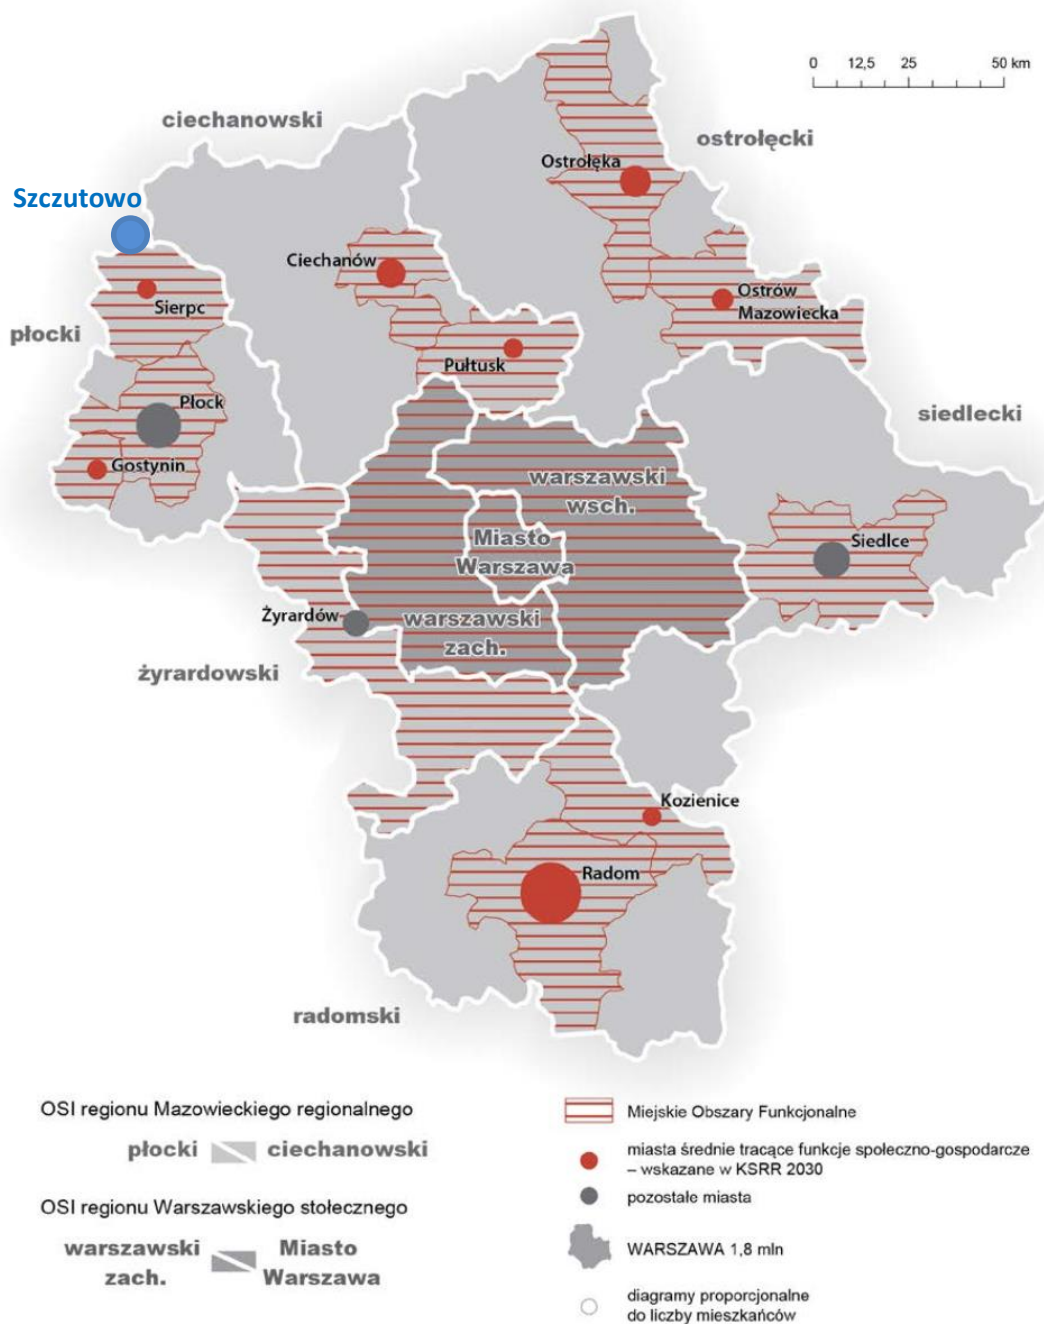 0 12,5 25 50 km
ciechanowski
ostrołęcki
Ostrołęka
Szczutowo
Ciechanów
Sierpc
Ostrów
Mazowiecka
płocki
Pułtusk
Płock
siedlecki
Gostynin
warszawski
wsch.
Miasto
Warszawa
Siedlce
Żyrardów
warszawski
zach.
żyrardowski
Kozienice
Radom
radomski
OSI regionu Mazowieckiego regionalnego
płocki ciechanowski
OSI regionu Warszawskiego stołecznego
warszawski
zach.
Miasto
Warszawa
Miejskie Obszary Funkcjonalne
miasta średnie tracące funkcje społeczno-gospodarcze
– wskazane w KSRR 2030
pozostałe miasta
WARSZAWA 1,8 mln
diagramy proporcjonalne
do liczby mieszkańców